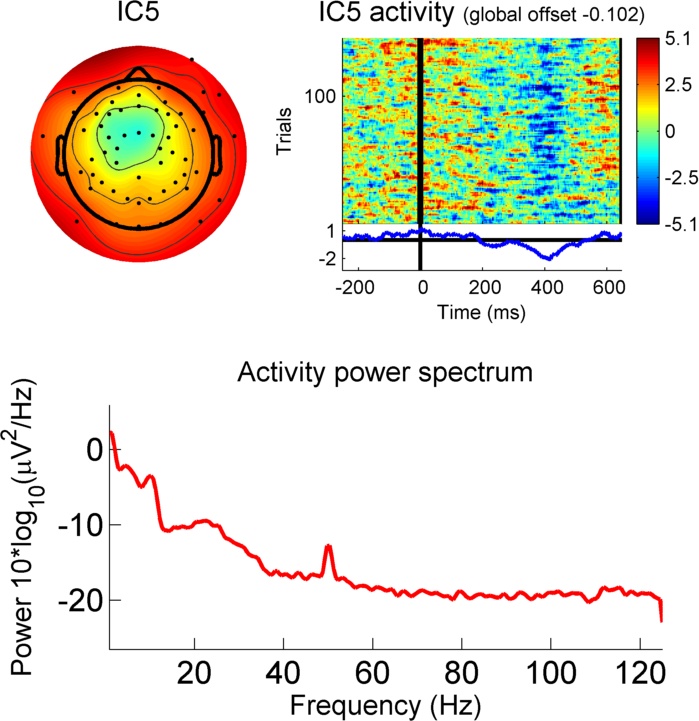 IC5
IC5 activity (global offset -0.102)
Trials
100
1
-2
-200 0 200 400 600
Time (ms)
5.1
2.5
0
-2.5
-5.1
Activity power spectrum
Power 10*log10(μV2/Hz)
0
-10
-20
20 40 60 80 100 120
Frequency (Hz)